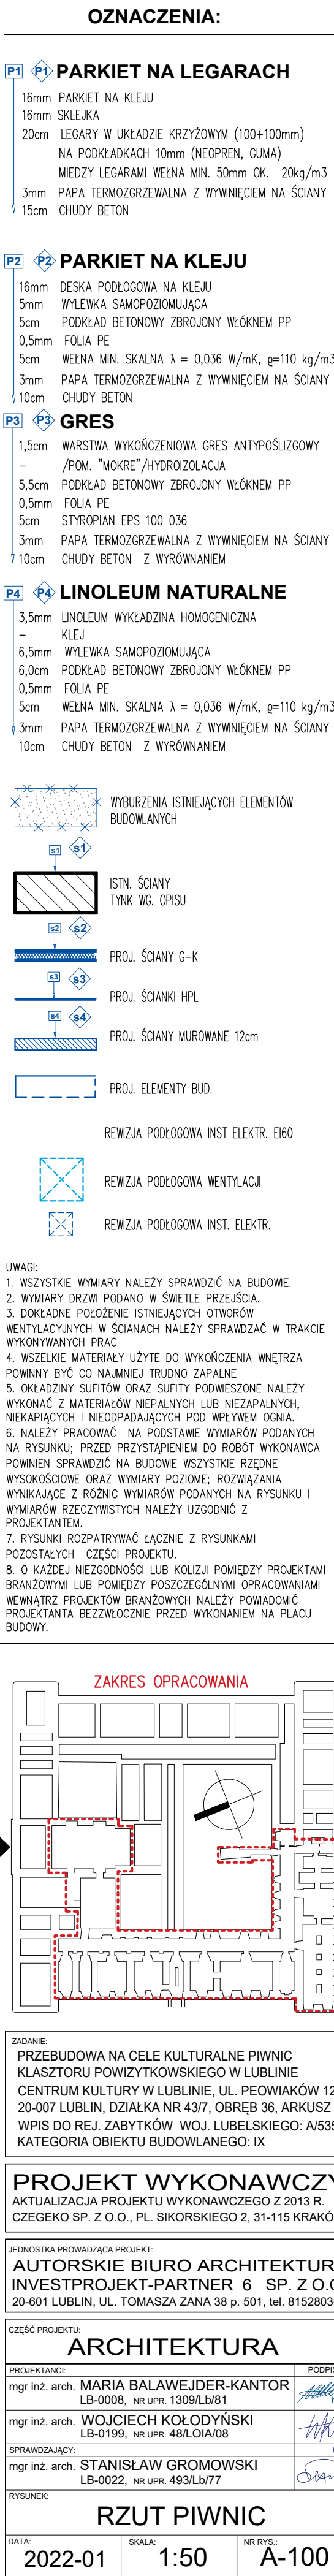 OZNACZENIA:
P1 P1 PARKIET NA LEGARACH
16mm PARKIET NA KLEJU
16mm SKLEJKA
20cm LEGARY W UKŁADZIE KRZYŻOWYM (100+100mm)
NA PODKŁADKACH 10mm (NEOPREN, GUMA)
MIEDZY LEGARAMI WEŁNA MIN. 50mm OK. 20kg/m3
3mm PAPA TERMOZGRZEWALNA Z WYWINIĘCIEM NA ŚCIANY
15cm CHUDY BETON
P2 P2 PARKIET NA KLEJU
16mm DESKA PODŁOGOWA NA KLEJU
5mm WYLEWKA SAMOPOZIOMUJĄCA
5cm PODKŁAD BETONOWY ZBROJONY WŁÓKNEM PP
0,5mm FOLIA PE
5cm WEŁNA MIN. SKALNA λ = 0,036 W/mK, ϱ=110 kg/m3
3mm PAPA TERMOZGRZEWALNA Z WYWINIĘCIEM NA ŚCIANY
10cm CHUDY BETON
P3 P3 GRES
1,5cm WARSTWA WYKOŃCZENIOWA GRES ANTYPOŚLIZGOWY
– /POM. "MOKRE"/HYDROIZOLACJA
5,5cm PODKŁAD BETONOWY ZBROJONY WŁÓKNEM PP
0,5mm FOLIA PE
5cm STYROPIAN EPS 100 036
3mm PAPA TERMOZGRZEWALNA Z WYWINIĘCIEM NA ŚCIANY
10cm CHUDY BETON Z WYRÓWNANIEM
P4 P4 LINOLEUM NATURALNE
3,5mm LINOLEUM WYKŁADZINA HOMOGENICZNA
– KLEJ
6,5mm WYLEWKA SAMOPOZIOMUJĄCA
6,0cm PODKŁAD BETONOWY ZBROJONY WŁÓKNEM PP
0,5mm FOLIA PE
5cm WEŁNA MIN. SKALNA λ = 0,036 W/mK, ϱ=110 kg/m3
3mm PAPA TERMOZGRZEWALNA Z WYWINIĘCIEM NA ŚCIANY
10cm CHUDY BETON Z WYRÓWNANIEM
WYBURZENIA ISTNIEJĄCYCH ELEMENTÓW
BUDOWLANYCH
s1 s1
ISTN. ŚCIANY
TYNK WG. OPISU
s2 s2
PROJ. ŚCIANY G-K
s3 s3
PROJ. ŚCIANKI HPL
s4 s4
PROJ. ŚCIANY MUROWANE 12cm
PROJ. ELEMENTY BUD.
REWIZJA PODŁOGOWA INST ELEKTR. EI60
REWIZJA PODŁOGOWA WENTYLACJI
REWIZJA PODŁOGOWA INST. ELEKTR.
UWAGI:
1. WSZYSTKIE WYMIARY NALEŻY SPRAWDZIĆ NA BUDOWIE.
2. WYMIARY DRZWI PODANO W ŚWIETLE PRZEJŚCIA.
3. DOKŁADNE POŁOŻENIE ISTNIEJĄCYCH OTWORÓW
WENTYLACYJNYCH W ŚCIANACH NALEŻY SPRAWDZAĆ W TRAKCIE
WYKONYWANYCH PRAC
4. WSZELKIE MATERIAŁY UŻYTE DO WYKOŃCZENIA WNĘTRZA
POWINNY BYĆ CO NAJMNIEJ TRUDNO ZAPALNE
5. OKŁADZINY SUFITÓW ORAZ SUFITY PODWIESZONE NALEŻY
WYKONAĆ Z MATERIAŁÓW NIEPALNYCH LUB NIEZAPALNYCH,
NIEKAPIĄCYCH I NIEODPADAJĄCYCH POD WPŁYWEM OGNIA.
6. NALEŻY PRACOWAĆ NA PODSTAWIE WYMIARÓW PODANYCH
NA RYSUNKU; PRZED PRZYSTĄPIENIEM DO ROBÓT WYKONAWCA
POWINIEN SPRAWDZIĆ NA BUDOWIE WSZYSTKIE RZĘDNE
WYSOKOŚCIOWE ORAZ WYMIARY POZIOME; ROZWIĄZANIA
WYNIKAJĄCE Z RÓŻNIC WYMIARÓW PODANYCH NA RYSUNKU I
WYMIARÓW RZECZYWISTYCH NALEŻY UZGODNIĆ Z
PROJEKTANTEM.
7. RYSUNKI ROZPATRYWAĆ ŁĄCZNIE Z RYSUNKAMI
POZOSTAŁYCH CZĘŚCI PROJEKTU.
8. O KAŻDEJ NIEZGODNOŚCI LUB KOLIZJI POMIĘDZY PROJEKTAMI
BRANŻOWYMI LUB POMIĘDZY POSZCZEGÓLNYMI OPRACOWANIAMI
WEWNĄTRZ PROJEKTÓW BRANŻOWYCH NALEŻY POWIADOMIĆ
PROJEKTANTA BEZZWŁOCZNIE PRZED WYKONANIEM NA PLACU
BUDOWY.
ZAKRES OPRACOWANIA
ZADANIE:
PRZEBUDOWA NA CELE KULTURALNE PIWNIC
KLASZTORU POWIZYTKOWSKIEGO W LUBLINIE
CENTRUM KULTURY W LUBLINIE, UL. PEOWIAKÓW 12
20-007 LUBLIN, DZIAŁKA NR 43/7, OBRĘB 36, ARKUSZ
WPIS DO REJ. ZABYTKÓW WOJ. LUBELSKIEGO: A/535
KATEGORIA OBIEKTU BUDOWLANEGO: IX
PROJEKT WYKONAWCZY
AKTUALIZACJA PROJEKTU WYKONAWCZEGO Z 2013 R.
CZEGEKO SP. Z O.O., PL. SIKORSKIEGO 2, 31-115 KRAKÓ
JEDNOSTKA PROWADZĄCA PROJEKT:
AUTORSKIE BIURO ARCHITEKTUR
INVESTPROJEKT-PARTNER 6 SP. Z O.O
20-601 LUBLIN, UL. TOMASZA ZANA 38 p. 501, tel. 8152803
CZĘŚĆ PROJEKTU:
ARCHITEKTURA
PROJEKTANCI: PODPIS
mgr inż. arch. MARIA BALAWEJDER-KANTOR
LB-0008, NR UPR. 1309/Lb/81
mgr inż. arch. WOJCIECH KOŁODYŃSKI
LB-0199, NR UPR. 48/LOIA/08
SPRAWDZAJĄCY:
mgr inż. arch. STANISŁAW GROMOWSKI
LB-0022, NR UPR. 493/Lb/77
RYSUNEK:
RZUT PIWNIC
DATA: SKALA: NR RYS.:
2022-01 1:50 A-100